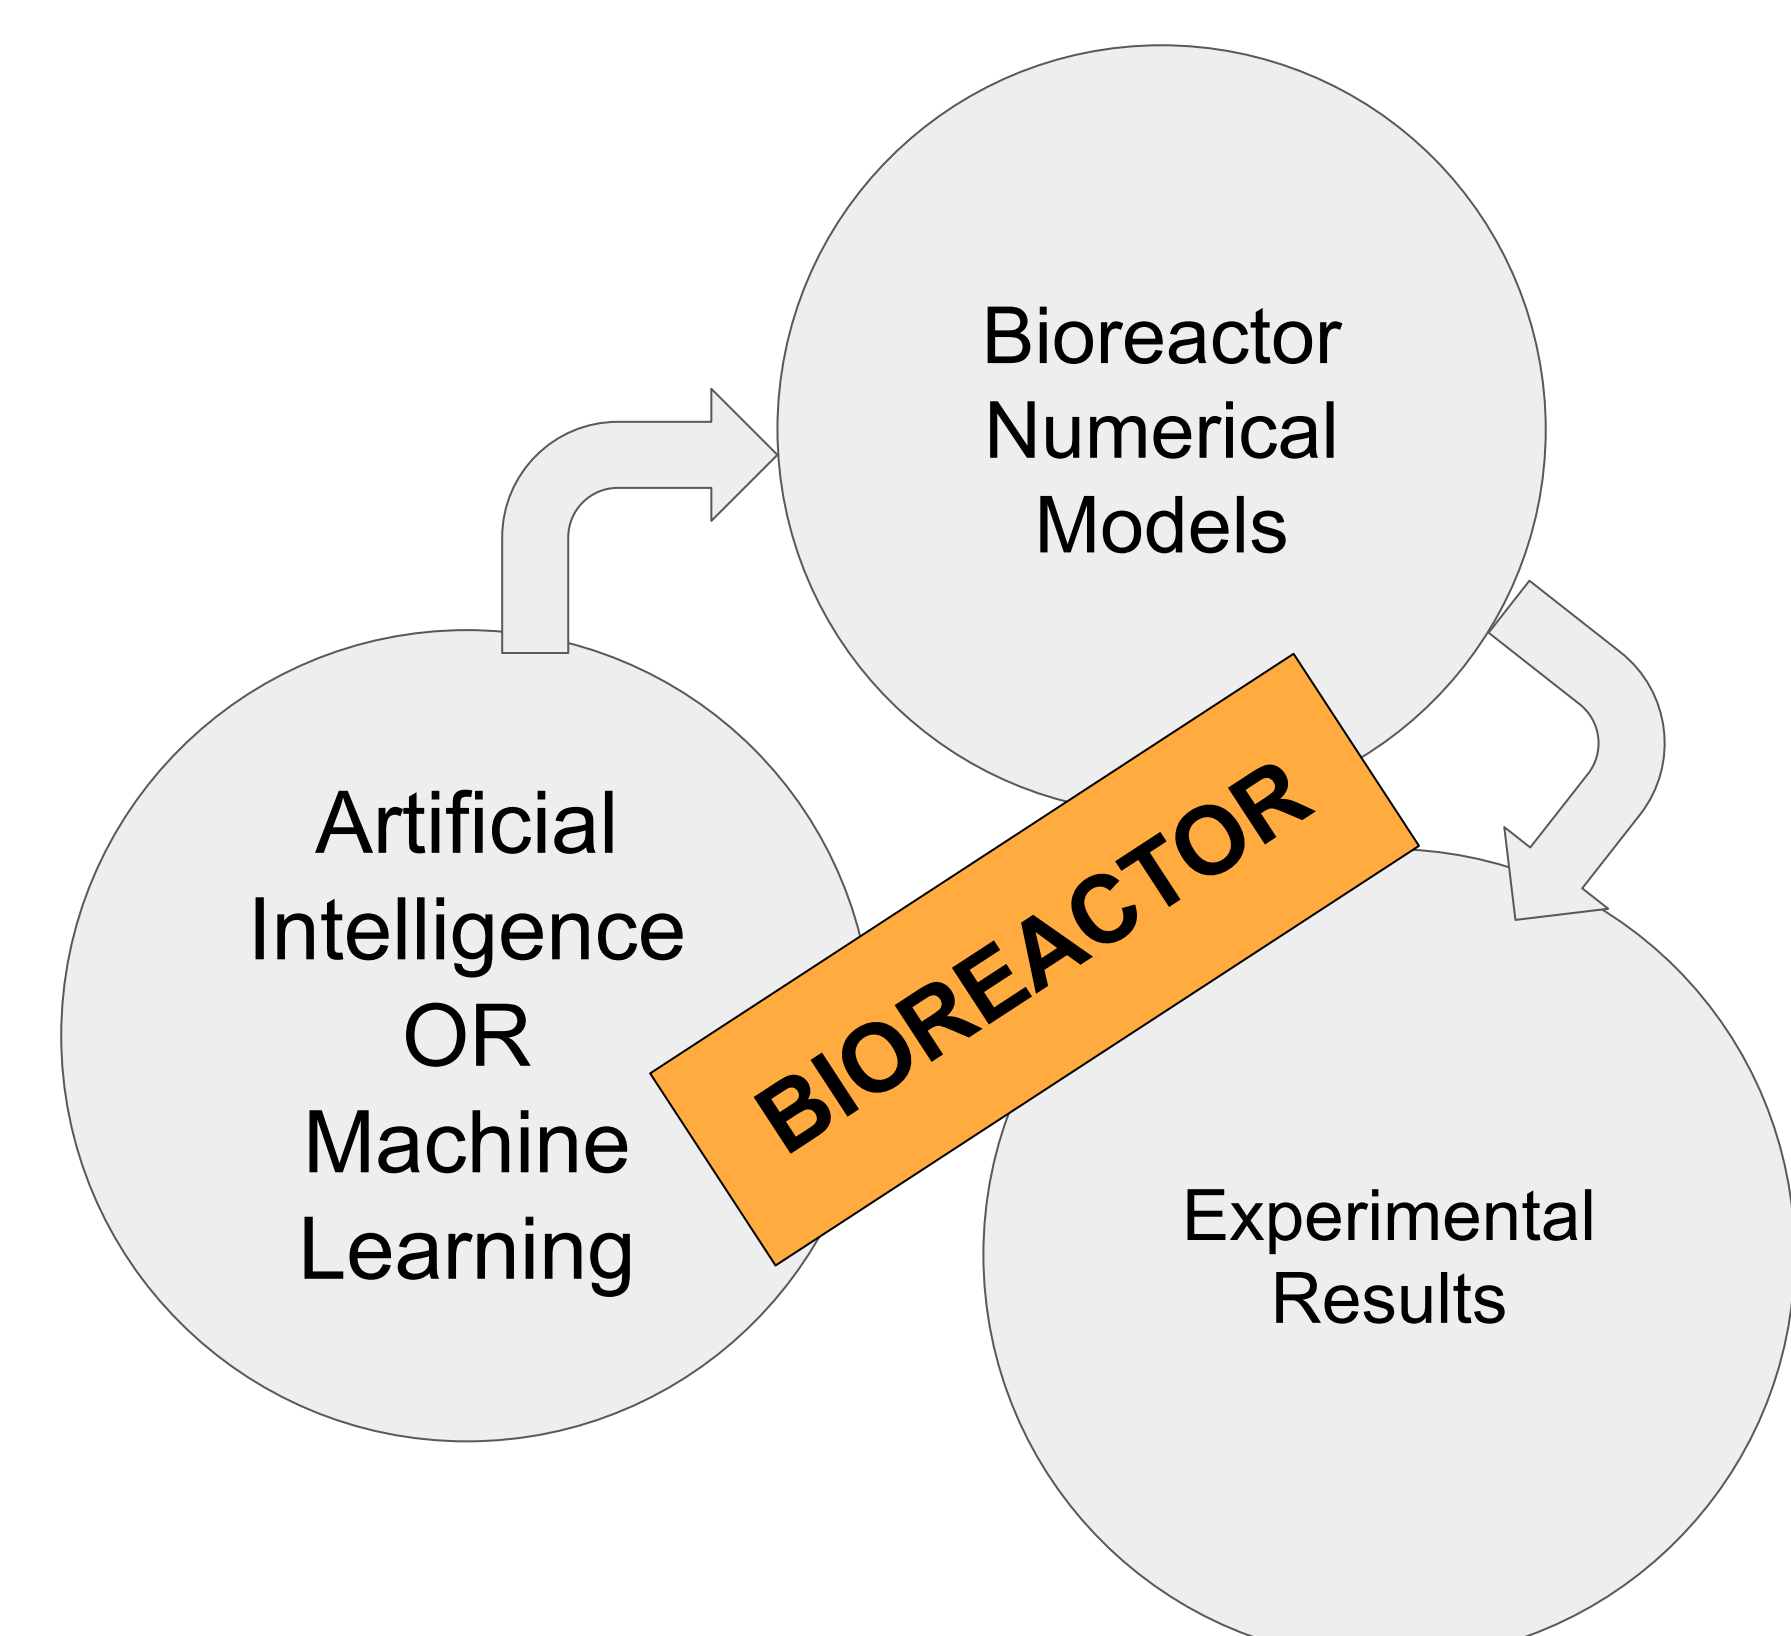 Bioreactor
Numerical
Models
Artificial
Intelligence
OR
Machine
Learning
BIOREACTOR
Experimental
Results